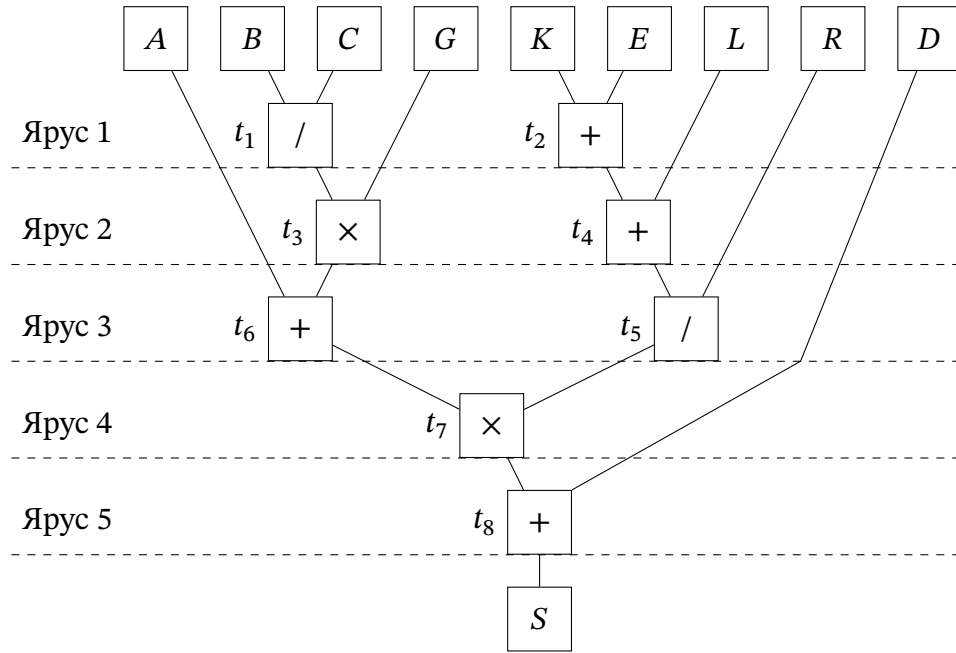 A B C G K E L R D
Ярус 1 t₁ / t₂ +
Ярус 2 t₃ × t₄ +
Ярус 3 t₆ + t₅ /
Ярус 4 t₇ ×
Ярус 5 t₈ +
S